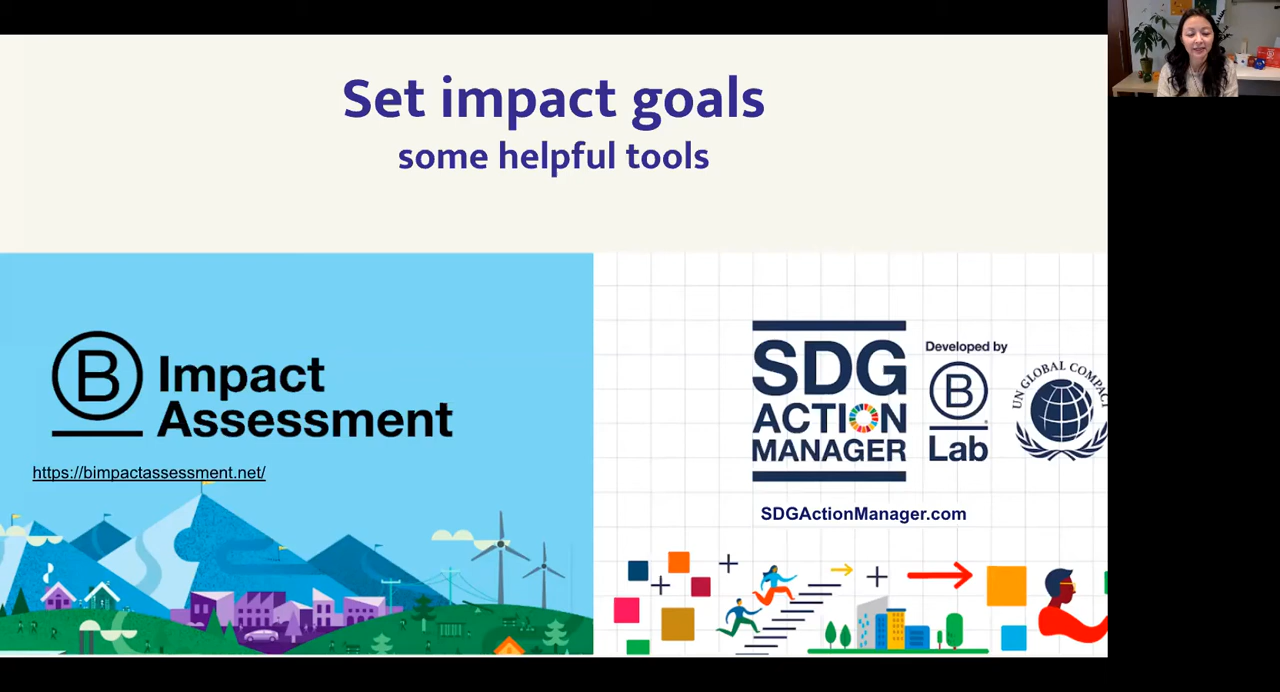 Set impact goals
some helpful tools
B Impact
Assessment
https://bimpactassessment.net/
SDG
ACTION
MANAGER
Developed by
B
Lab
UN GLOBAL COMPACT
SDGActionManager.com